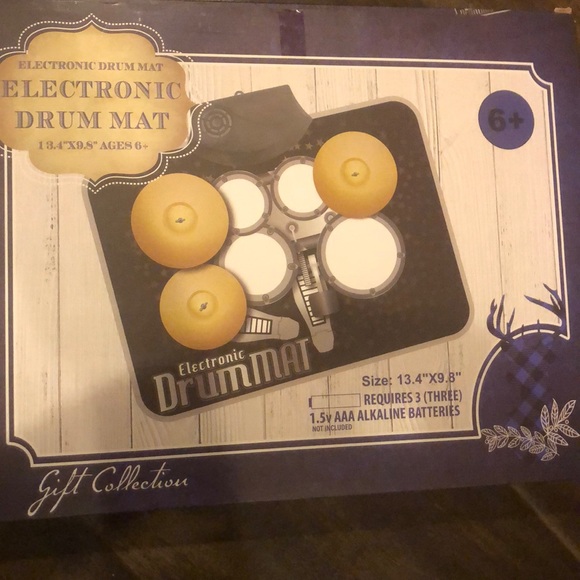 ELECTRONIC DRUM MAT
ELECTRONIC
DRUM MAT
13.4"X9.8" AGES 6+
6+
Electronic
DrumMAT
Size: 13.4"X9.8"
REQUIRES 3 (THREE)
1.5v AAA ALKALINE BATTERIES
NOT INCLUDED
Gift Collection